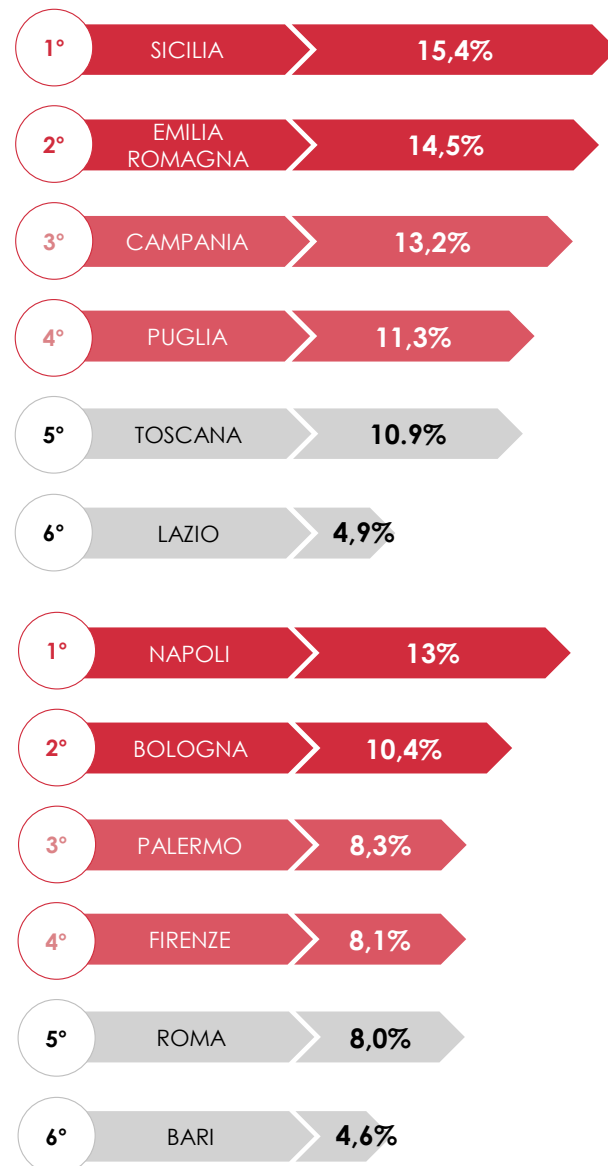 1° SICILIA 15,4%
2° EMILIA
ROMAGNA 14,5%
3° CAMPANIA 13,2%
4° PUGLIA 11,3%
5° TOSCANA 10.9%
6° LAZIO 4,9%
1° NAPOLI 13%
2° BOLOGNA 10,4%
3° PALERMO 8,3%
4° FIRENZE 8,1%
5° ROMA 8,0%
6° BARI 4,6%